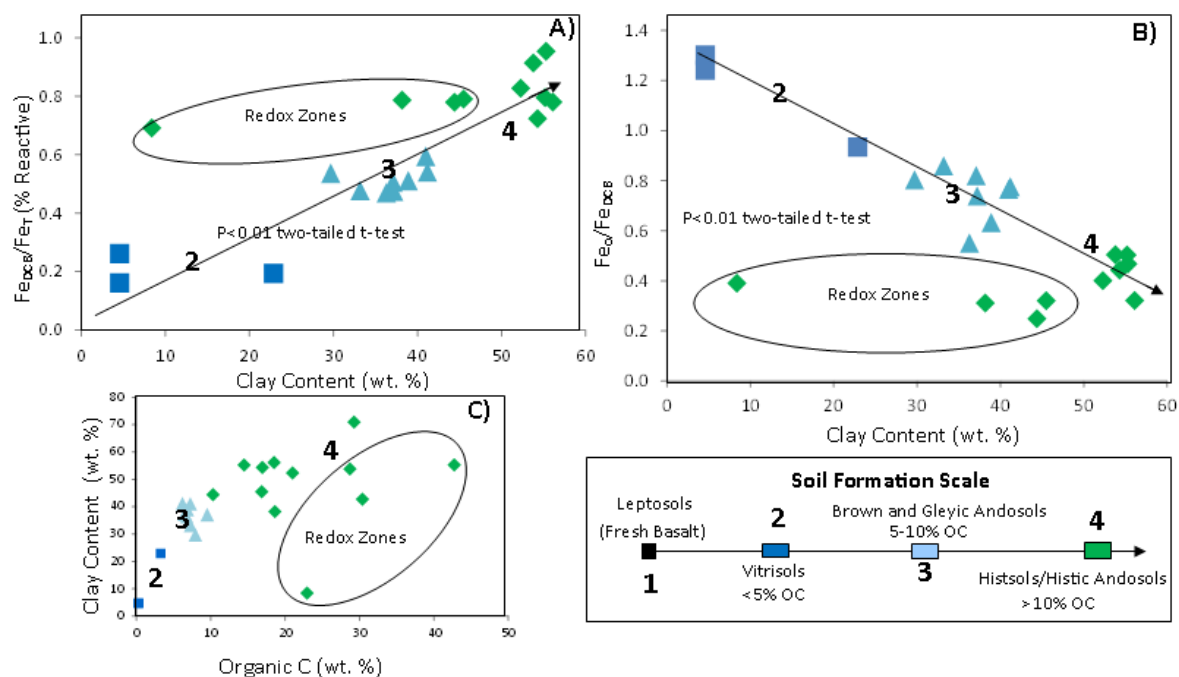 A)
1.0
0.8
0.6
0.4
0.2
0.0
Fe_DCB/Fe_T (% Reactive)
Redox Zones
4
3
P<0.01 two-tailed t-test
2
0 10 20 30 40 50 60
Clay Content (wt. %)
B)
1.4
1.2
1.0
0.8
0.6
0.4
0.2
0.0
Fe_o/Fe_DCB
2
3
P<0.01 two-tailed t-test
4
Redox Zones
0 10 20 30 40 50 60
Clay Content (wt. %)
C)
80
70
60
50
40
30
20
10
0
Clay Content (wt. %)
4
3
Redox Zones
2
0 10 20 30 40 50
Organic C (wt. %)
Soil Formation Scale
Leptosols
(Fresh Basalt)
1
2
Vitrisols
<5% OC
Brown and Gleyic Andosols
5-10% OC
3
4
Histsols/Histic Andosols
>10% OC